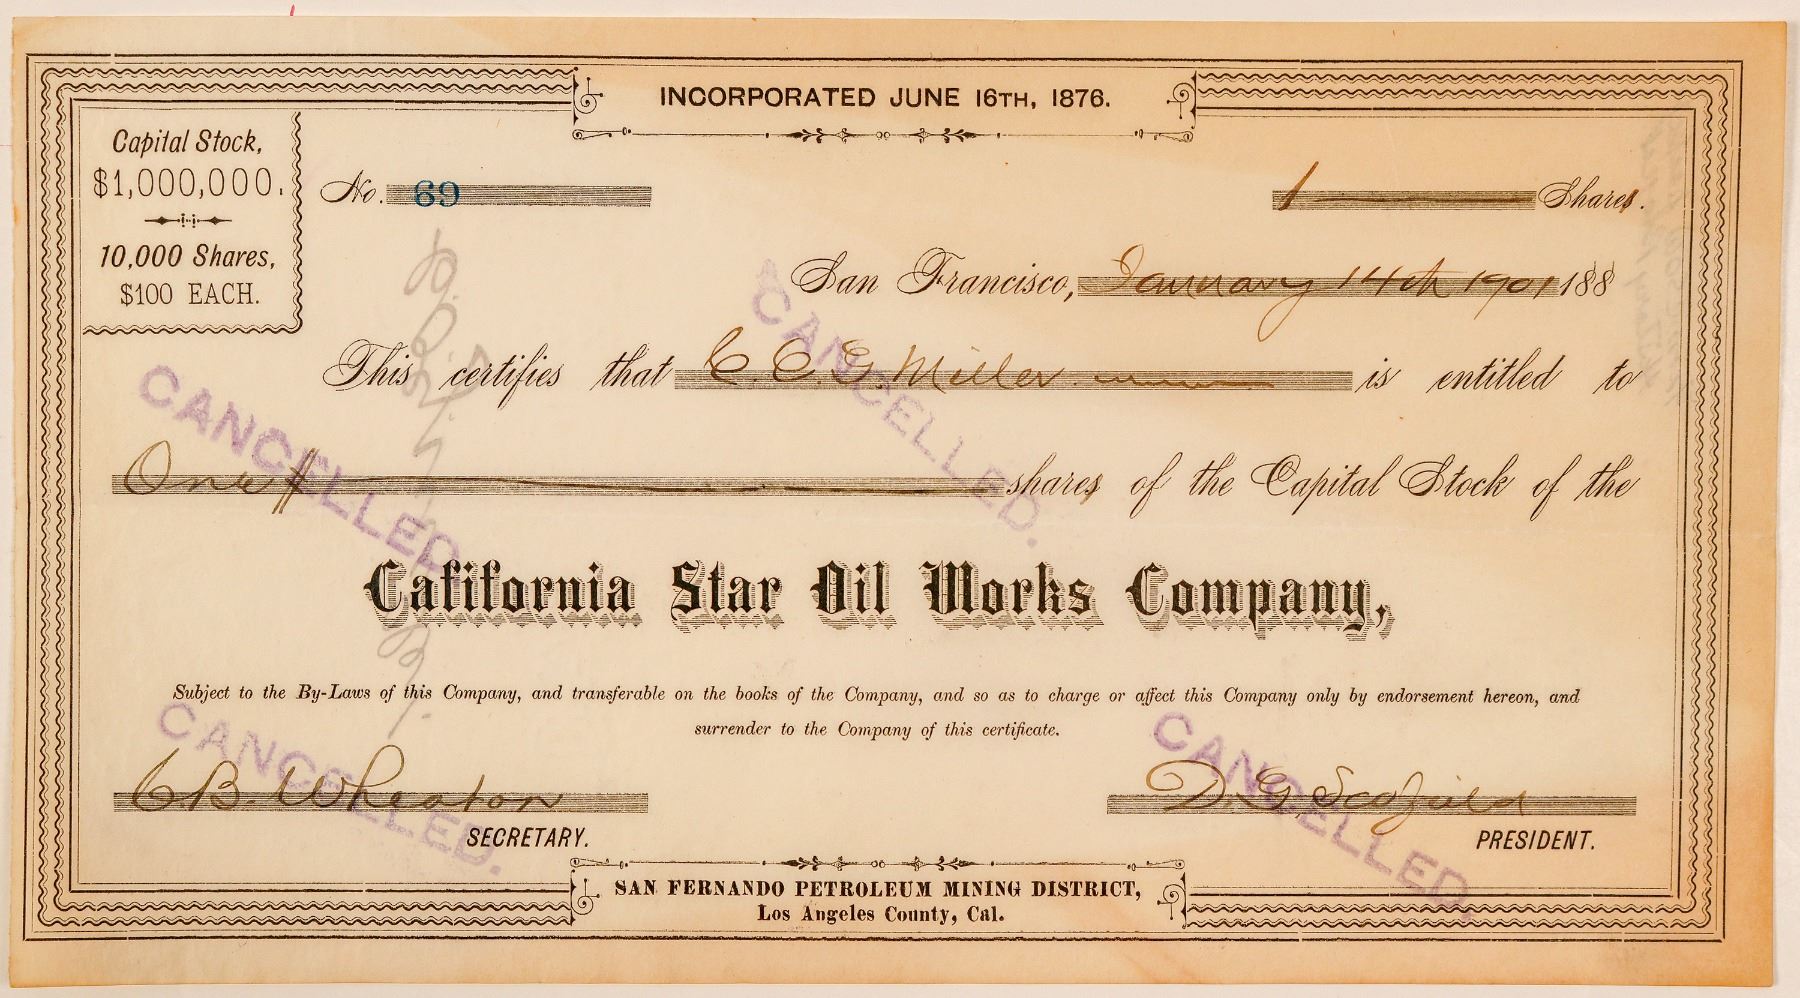 INCORPORATED JUNE 16TH, 1876.
Capital Stock,
$1,000,000.
10,000 Shares,
$100 EACH.
No. 69
1 Shares.
San Francisco, January 14th 1901 188
This certifies that C. C. G. Miller is entitled to
One shares of the Capital Stock of the
California Star Oil Works Company,
Subject to the By-Laws of this Company, and transferable on the books of the Company, and so as to charge or affect this Company only by endorsement hereon, and
surrender to the Company of this certificate.
C B. Wheaton
SECRETARY.
D. G. Scofield
PRESIDENT.
SAN FERNANDO PETROLEUM MINING DISTRICT,
Los Angeles County, Cal.
CANCELLED.
CANCELLED.
CANCELLED.
CANCELLED.